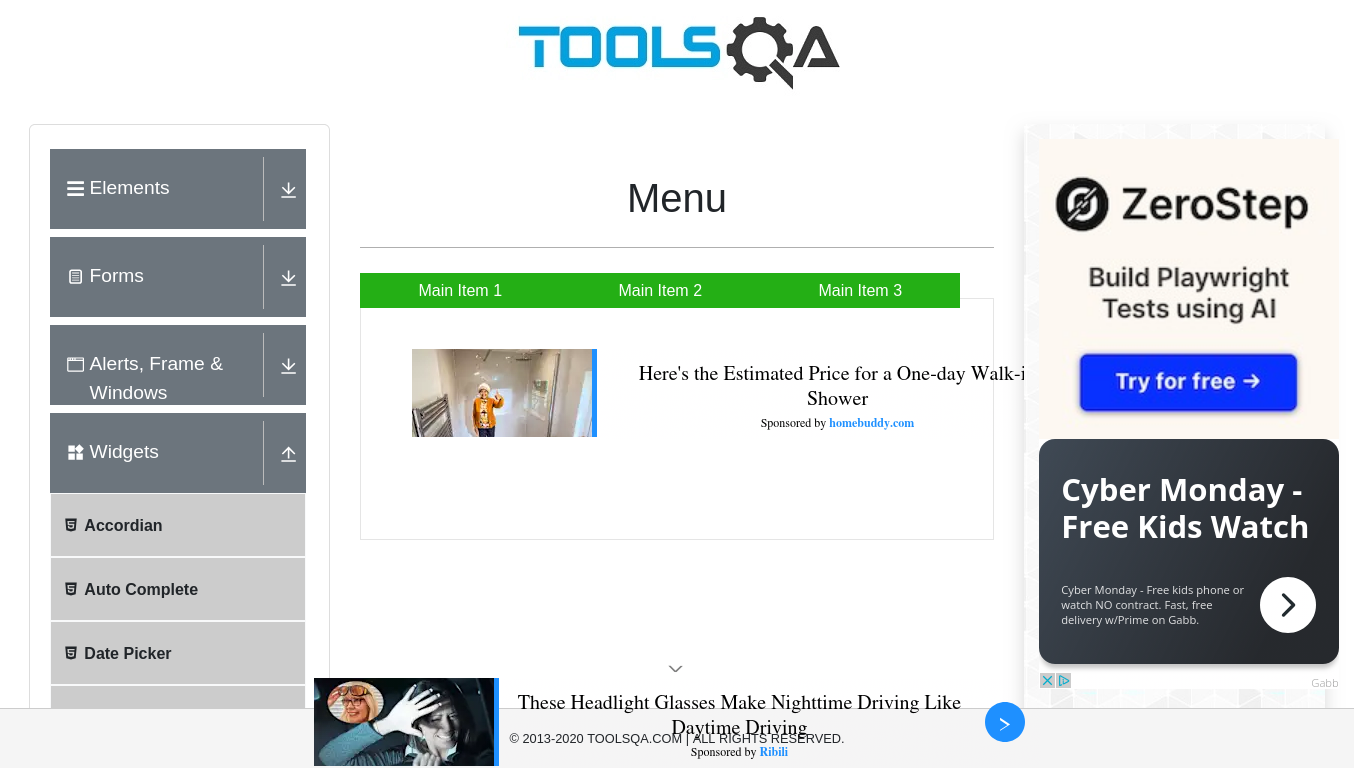 TOOLSQA
Elements
Forms
Alerts, Frame &
Windows
Widgets
Accordian
Auto Complete
Date Picker
Menu
Main Item 1
Main Item 2
Main Item 3
Here's the Estimated Price for a One-day Walk-i
Shower
Sponsored by homebuddy.com
ZeroStep
Build Playwright
Tests using AI
Try for free →
Cyber Monday -
Free Kids Watch
Cyber Monday - Free kids phone or
watch NO contract. Fast, free
delivery w/Prime on Gabb.
Gabb
These Headlight Glasses Make Nighttime Driving Like
Daytime Driving
Sponsored by Ribili
© 2013-2020 TOOLSQA.COM | ALL RIGHTS RESERVED.